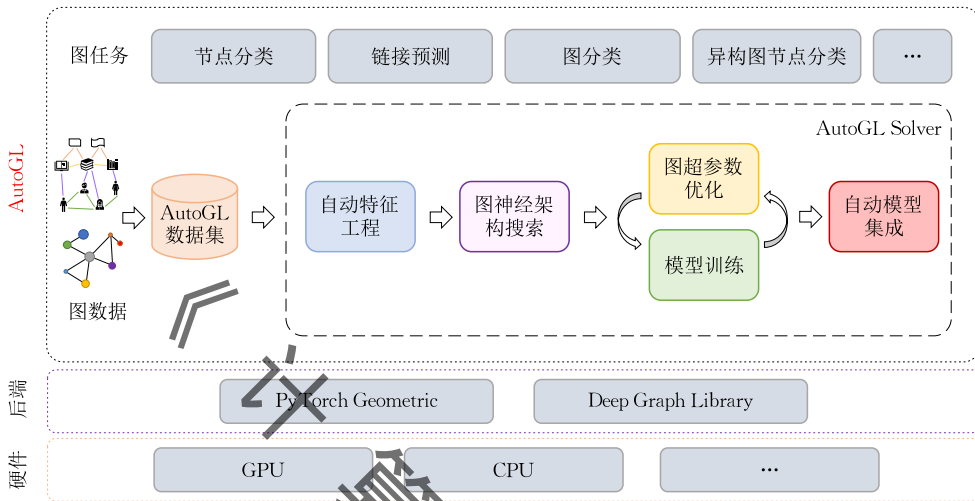 图任务
节点分类
链接预测
图分类
异构图节点分类
…
AutoGL
AutoGL Solver
图数据
AutoGL
数据集
自动特征
工程
图神经架
构搜索
图超参数
优化
模型训练
自动模型
集成
后端
PyTorch Geometric
Deep Graph Library
硬件
GPU
CPU
…
《计算